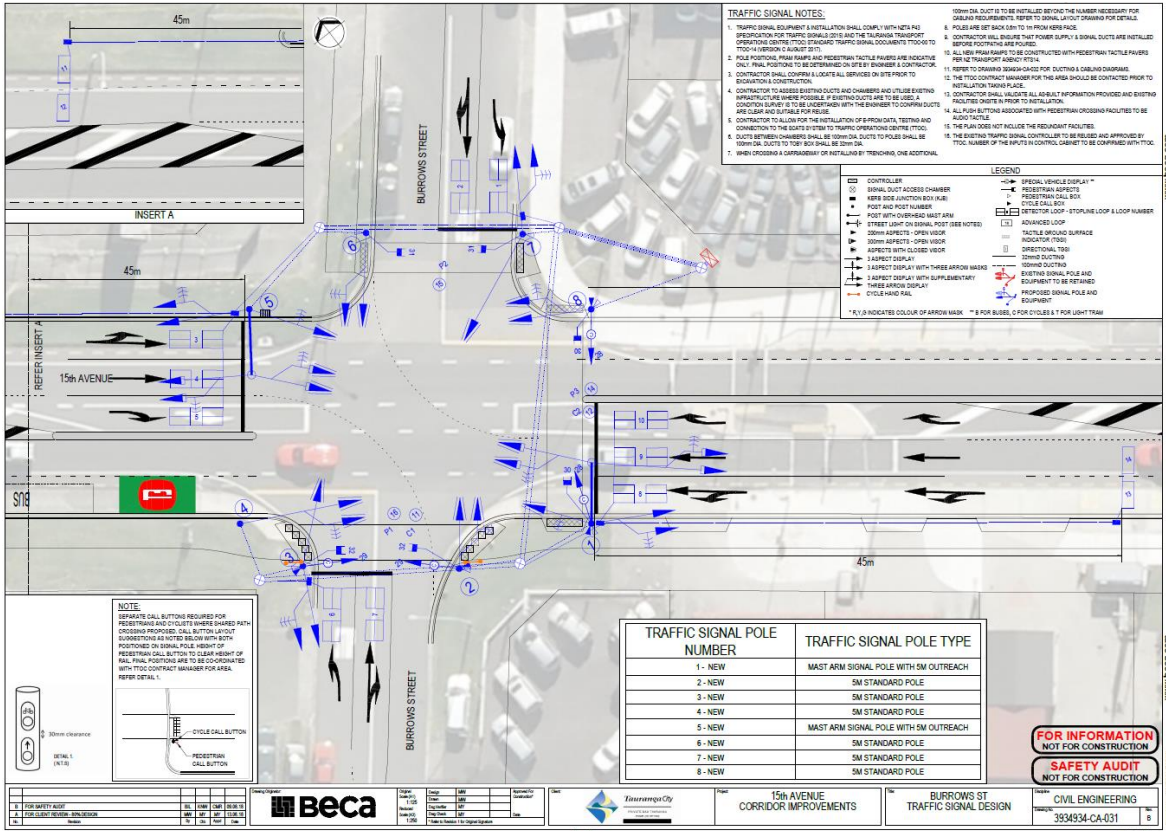 45m
INSERT A
BURROWS STREET
TRAFFIC SIGNAL NOTES:
1. TRAFFIC SIGNAL EQUIPMENT & INSTALLATION SHALL COMPLY WITH NZTA P43
SPECIFICATION FOR TRAFFIC SIGNALS (2015) AND THE TAURANGA TRANSPORT
OPERATIONS CENTRE (TTOC) STANDARD TRAFFIC SIGNAL DOCUMENTS TTOC-00 TO
TTOC-14 (VERSION C AUGUST 2017).
2. POLE POSITIONS, PRAM RAMPS AND PEDESTRIAN TACTILE PAVERS ARE INDICATIVE
ONLY. FINAL POSITIONS TO BE DETERMINED ON SITE BY ENGINEER & CONTRACTOR.
3. CONTRACTOR SHALL CONFIRM & LOCATE ALL SERVICES ON SITE PRIOR TO
EXCAVATION & CONSTRUCTION.
4. CONTRACTOR TO ASSESS EXISTING DUCTS AND CHAMBERS AND UTILISE EXISTING
INFRASTRUCTURE WHERE POSSIBLE. IF EXISTING DUCTS ARE TO BE USED, A
CONDITION SURVEY IS TO BE UNDERTAKEN WITH THE ENGINEER TO CONFIRM DUCTS
ARE CLEAR AND SUITABLE FOR REUSE.
5. CONTRACTOR TO ALLOW FOR THE INSTALLATION OF E-PROM DATA, TESTING AND
CONNECTION TO THE SCATS SYSTEM TO TRAFFIC OPERATIONS CENTRE (TTOC).
6. DUCTS BETWEEN CHAMBERS SHALL BE 100mm DIA. DUCTS TO POLES SHALL BE
100mm DIA. DUCTS TO TOBY BOX SHALL BE 32mm DIA.
7. WHEN CROSSING A CARRIAGEWAY OR INSTALLING BY TRENCHING, ONE ADDITIONAL
100mm DIA. DUCT IS TO BE INSTALLED BEYOND THE NUMBER NECESSARY FOR
CABLING REQUIREMENTS. REFER TO SIGNAL LAYOUT DRAWING FOR DETAILS.
8. POLES ARE SET BACK 0.8m TO 1m FROM KERB FACE.
9. CONTRACTOR WILL ENSURE THAT POWER SUPPLY & SIGNAL DUCTS ARE INSTALLED
BEFORE FOOTPATHS ARE POURED.
10. ALL NEW PRAM RAMPS TO BE CONSTRUCTED WITH PEDESTRIAN TACTILE PAVERS
PER NZ TRANSPORT AGENCY RTS14.
11. REFER TO DRAWING 3934934-CA-032 FOR DUCTING & CABLING DIAGRAMS.
12. THE TTOC CONTRACT MANAGER FOR THIS AREA SHOULD BE CONTACTED PRIOR TO
INSTALLATION TAKING PLACE.
13. CONTRACTOR SHALL VALIDATE ALL AS-BUILT INFORMATION PROVIDED AND EXISTING
FACILITIES ONSITE IN PRIOR TO INSTALLATION.
14. ALL PUSH BUTTONS ASSOCIATED WITH PEDESTRIAN CROSSING FACILITIES TO BE
AUDIO TACTILE.
15. THE PLAN DOES NOT INCLUDE THE REDUNDANT FACILITIES.
16. THE EXISTING TRAFFIC SIGNAL CONTROLLER TO BE REUSED AND APPROVED BY
TTOC. NUMBER OF THE INPUTS IN CONTROL CABINET TO BE CONFIRMED WITH TTOC.
LEGEND
CONTROLLER
SIGNAL DUCT ACCESS CHAMBER
KERB SIDE JUNCTION BOX (KJB)
POST AND POST NUMBER
POST WITH OVERHEAD MAST ARM
STREET LIGHT ON SIGNAL POST (SEE NOTES)
200mm ASPECTS - OPEN VISOR
300mm ASPECTS - OPEN VISOR
ASPECTS WITH CLOSED VISOR
3 ASPECT DISPLAY
3 ASPECT DISPLAY WITH THREE ARROW MASKS
3 ASPECT DISPLAY WITH SUPPLEMENTARY
THREE ARROW DISPLAY
CYCLE HAND RAIL
SPECIAL VEHICLE DISPLAY **
PEDESTRIAN ASPECTS
PEDESTRIAN CALL BOX
CYCLE CALL BOX
DETECTOR LOOP - STOPLINE LOOP & LOOP NUMBER
ADVANCED LOOP
TACTILE GROUND SURFACE
INDICATOR (TGSI)
DIRECTIONAL TGSI
32mmØ DUCTING
100mmØ DUCTING
EXISTING SIGNAL POLE AND
EQUIPMENT TO BE RETAINED
PROPOSED SIGNAL POLE AND
EQUIPMENT
* R,Y,G INDICATES COLOUR OF ARROW MASK ** B FOR BUSES, C FOR CYCLES & T FOR LIGHT TRAM
45m
REFER INSERT A
15th AVENUE
BUS
45m
BURROWS STREET
NOTE:
SEPARATE CALL BUTTONS REQUIRED FOR
PEDESTRIANS AND CYCLISTS WHERE SHARED PATH
CROSSING PROPOSED. CALL BUTTON LAYOUT
SUGGESTIONS AS NOTED BELOW WITH BOTH
POSITIONED ON SIGNAL POLE. HEIGHT OF
PEDESTRIAN CALL BUTTON TO CLEAR HEIGHT OF
RAIL. FINAL POSITIONS ARE TO BE CO-ORDINATED
WITH TTOC CONTRACT MANAGER FOR AREA.
REFER DETAIL 1.
CYCLE CALL BUTTON
PEDESTRIAN
CALL BUTTON
30mm clearance
DETAIL 1.
(N.T.S)
TRAFFIC SIGNAL POLE NUMBER TRAFFIC SIGNAL POLE TYPE
1 - NEW MAST ARM SIGNAL POLE WITH 5M OUTREACH
2 - NEW 5M STANDARD POLE
3 - NEW 5M STANDARD POLE
4 - NEW 5M STANDARD POLE
5 - NEW MAST ARM SIGNAL POLE WITH 5M OUTREACH
6 - NEW 5M STANDARD POLE
7 - NEW 5M STANDARD POLE
8 - NEW 5M STANDARD POLE
FOR INFORMATION
NOT FOR CONSTRUCTION
SAFETY AUDIT
NOT FOR CONSTRUCTION
B FOR SAFETY AUDIT
A FOR CLIENT REVIEW - 80% DESIGN
No. Revision By Chk Appd Date
Drawing Originator:
Beca
Client:
Tauranga City
Project:
15th AVENUE
CORRIDOR IMPROVEMENTS
Title:
BURROWS ST
TRAFFIC SIGNAL DESIGN
Discipline
CIVIL ENGINEERING
Drawing No.
3934934-CA-031
Rev.
B